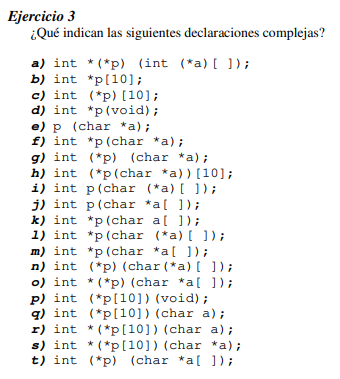 Ejercicio 3
¿Qué indican las siguientes declaraciones complejas?
a) int *(*p) (int (*a)[ ]);
b) int *p[10];
c) int (*p)[10];
d) int *p(void);
e) p (char *a);
f) int *p(char *a);
g) int (*p) (char *a);
h) int (*p(char *a))[10];
i) int p(char (*a)[ ]);
j) int p(char *a[ ]);
k) int *p(char a[ ]);
l) int *p(char (*a)[ ]);
m) int *p(char *a[ ]);
n) int (*p)(char(*a)[ ]);
o) int *(*p)(char *a[ ]);
p) int (*p[10])(void);
q) int (*p[10])(char a);
r) int *(*p[10])(char a);
s) int *(*p[10])(char *a);
t) int (*p) (char *a[ ]);